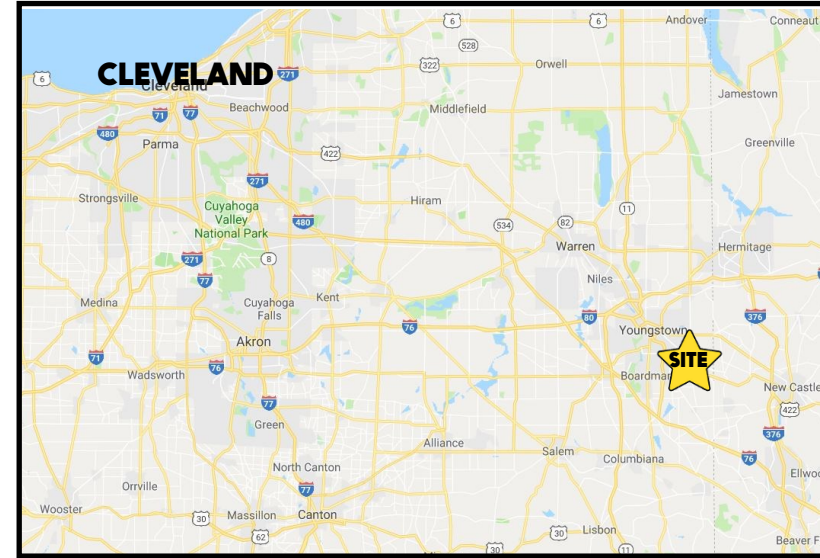 6
6
Andover
Conneaut
528
322
Orwell
CLEVELAND
Cleveland
271
6
Jamestown
Beachwood
Middlefield
71
77
480
Parma
Greenville
422
271
Strongsville
Cuyahoga
Valley
National Park
Hiram
480
534
82
11
Warren
Hermitage
271
8
77
Niles
Medina
Cuyahoga
Falls
Kent
76
80
376
Youngstown
Akron
71
76
SITE
Wadsworth
Boardma
New Castle
77
422
Green
376
Alliance
Salem
Columbiana
76
North Canton
Ellwo
Orrville
77
Wooster
30
Massillon
Canton
62
30
Lisbon
30
11
Beaver F